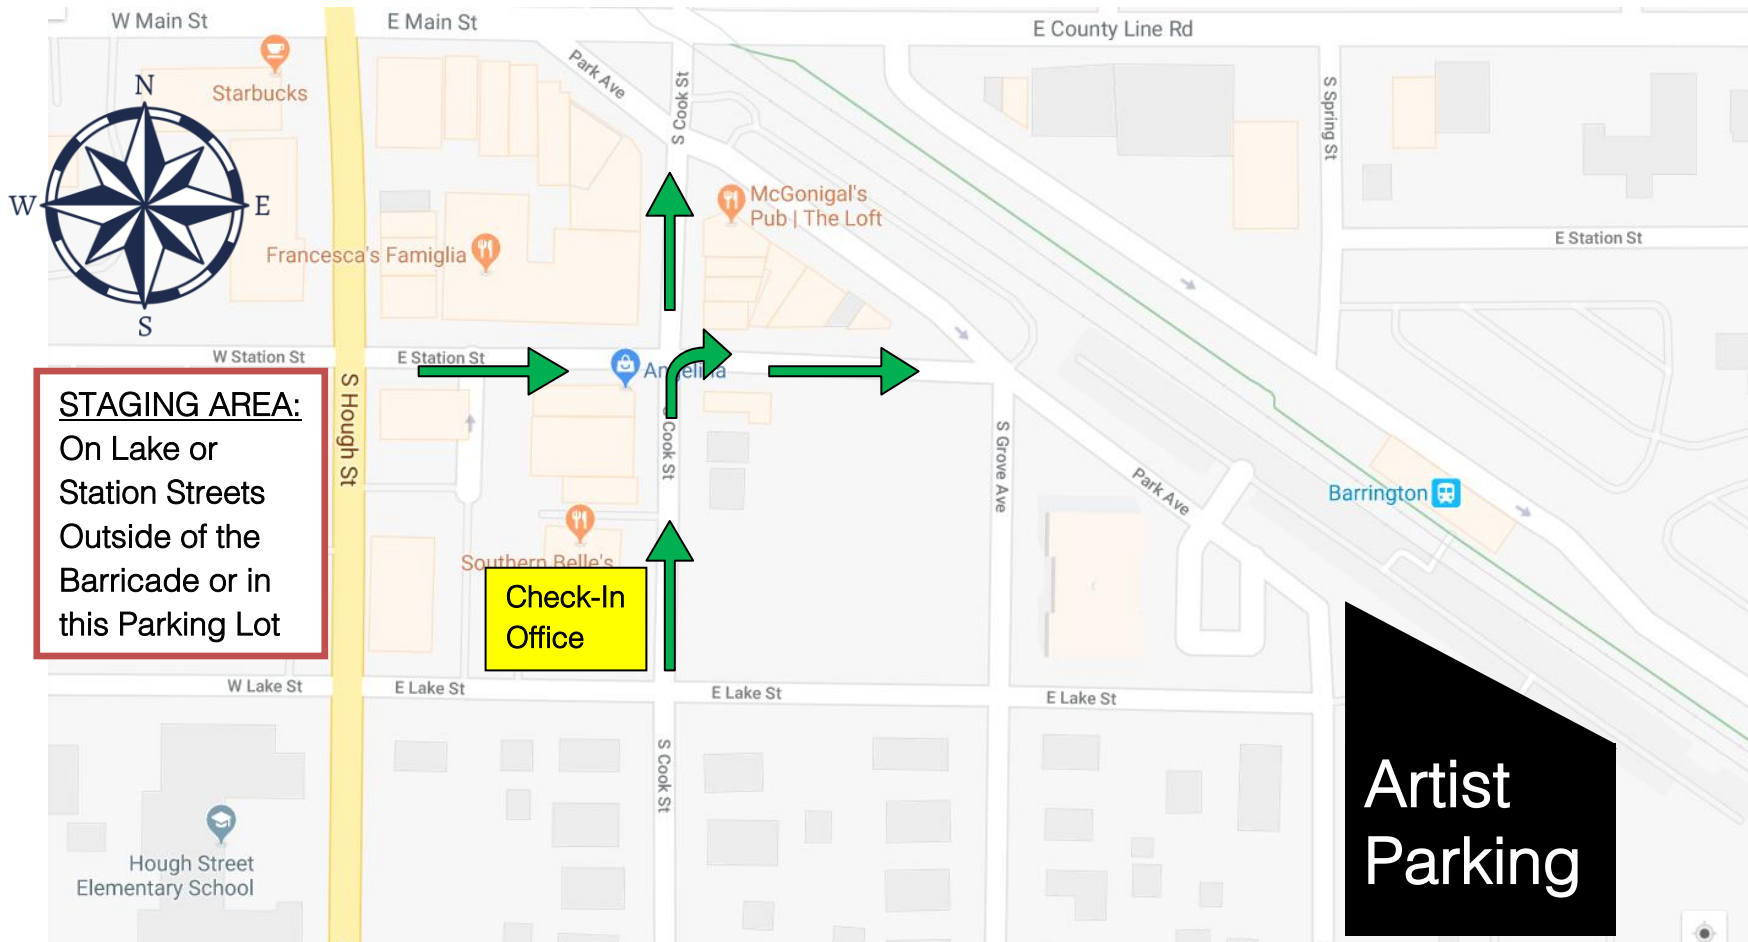 W Main St
E Main St
E County Line Rd
Starbucks
Park Ave
S Cook St
S Spring St
N
W
E
S
McGonigal's
Pub | The Loft
Francesca's Famiglia
E Station St
W Station St
E Station St
Angelina
S Hough St
STAGING AREA:
On Lake or
Station Streets
Outside of the
Barricade or in
this Parking Lot
S Cook St
S Grove Ave
Park Ave
Barrington
Southern Belle's
Check-In
Office
W Lake St
E Lake St
E Lake St
E Lake St
S Cook St
Hough Street
Elementary School
Artist
Parking